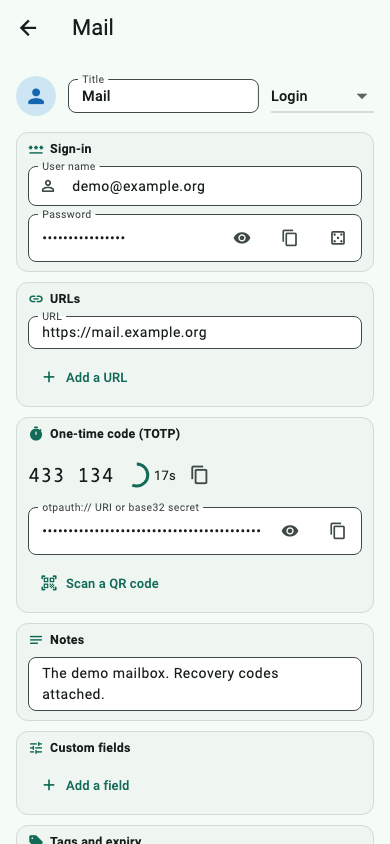 Mail
Title
Mail
Login
Sign-in
User name
demo@example.org
Password
••••••••••••••••
URLs
URL
https://mail.example.org
Add a URL
One-time code (TOTP)
433 134
17s
otpauth:// URI or base32 secret
Scan a QR code
Notes
The demo mailbox. Recovery codes
attached.
Custom fields
Add a field
Tags and expiry